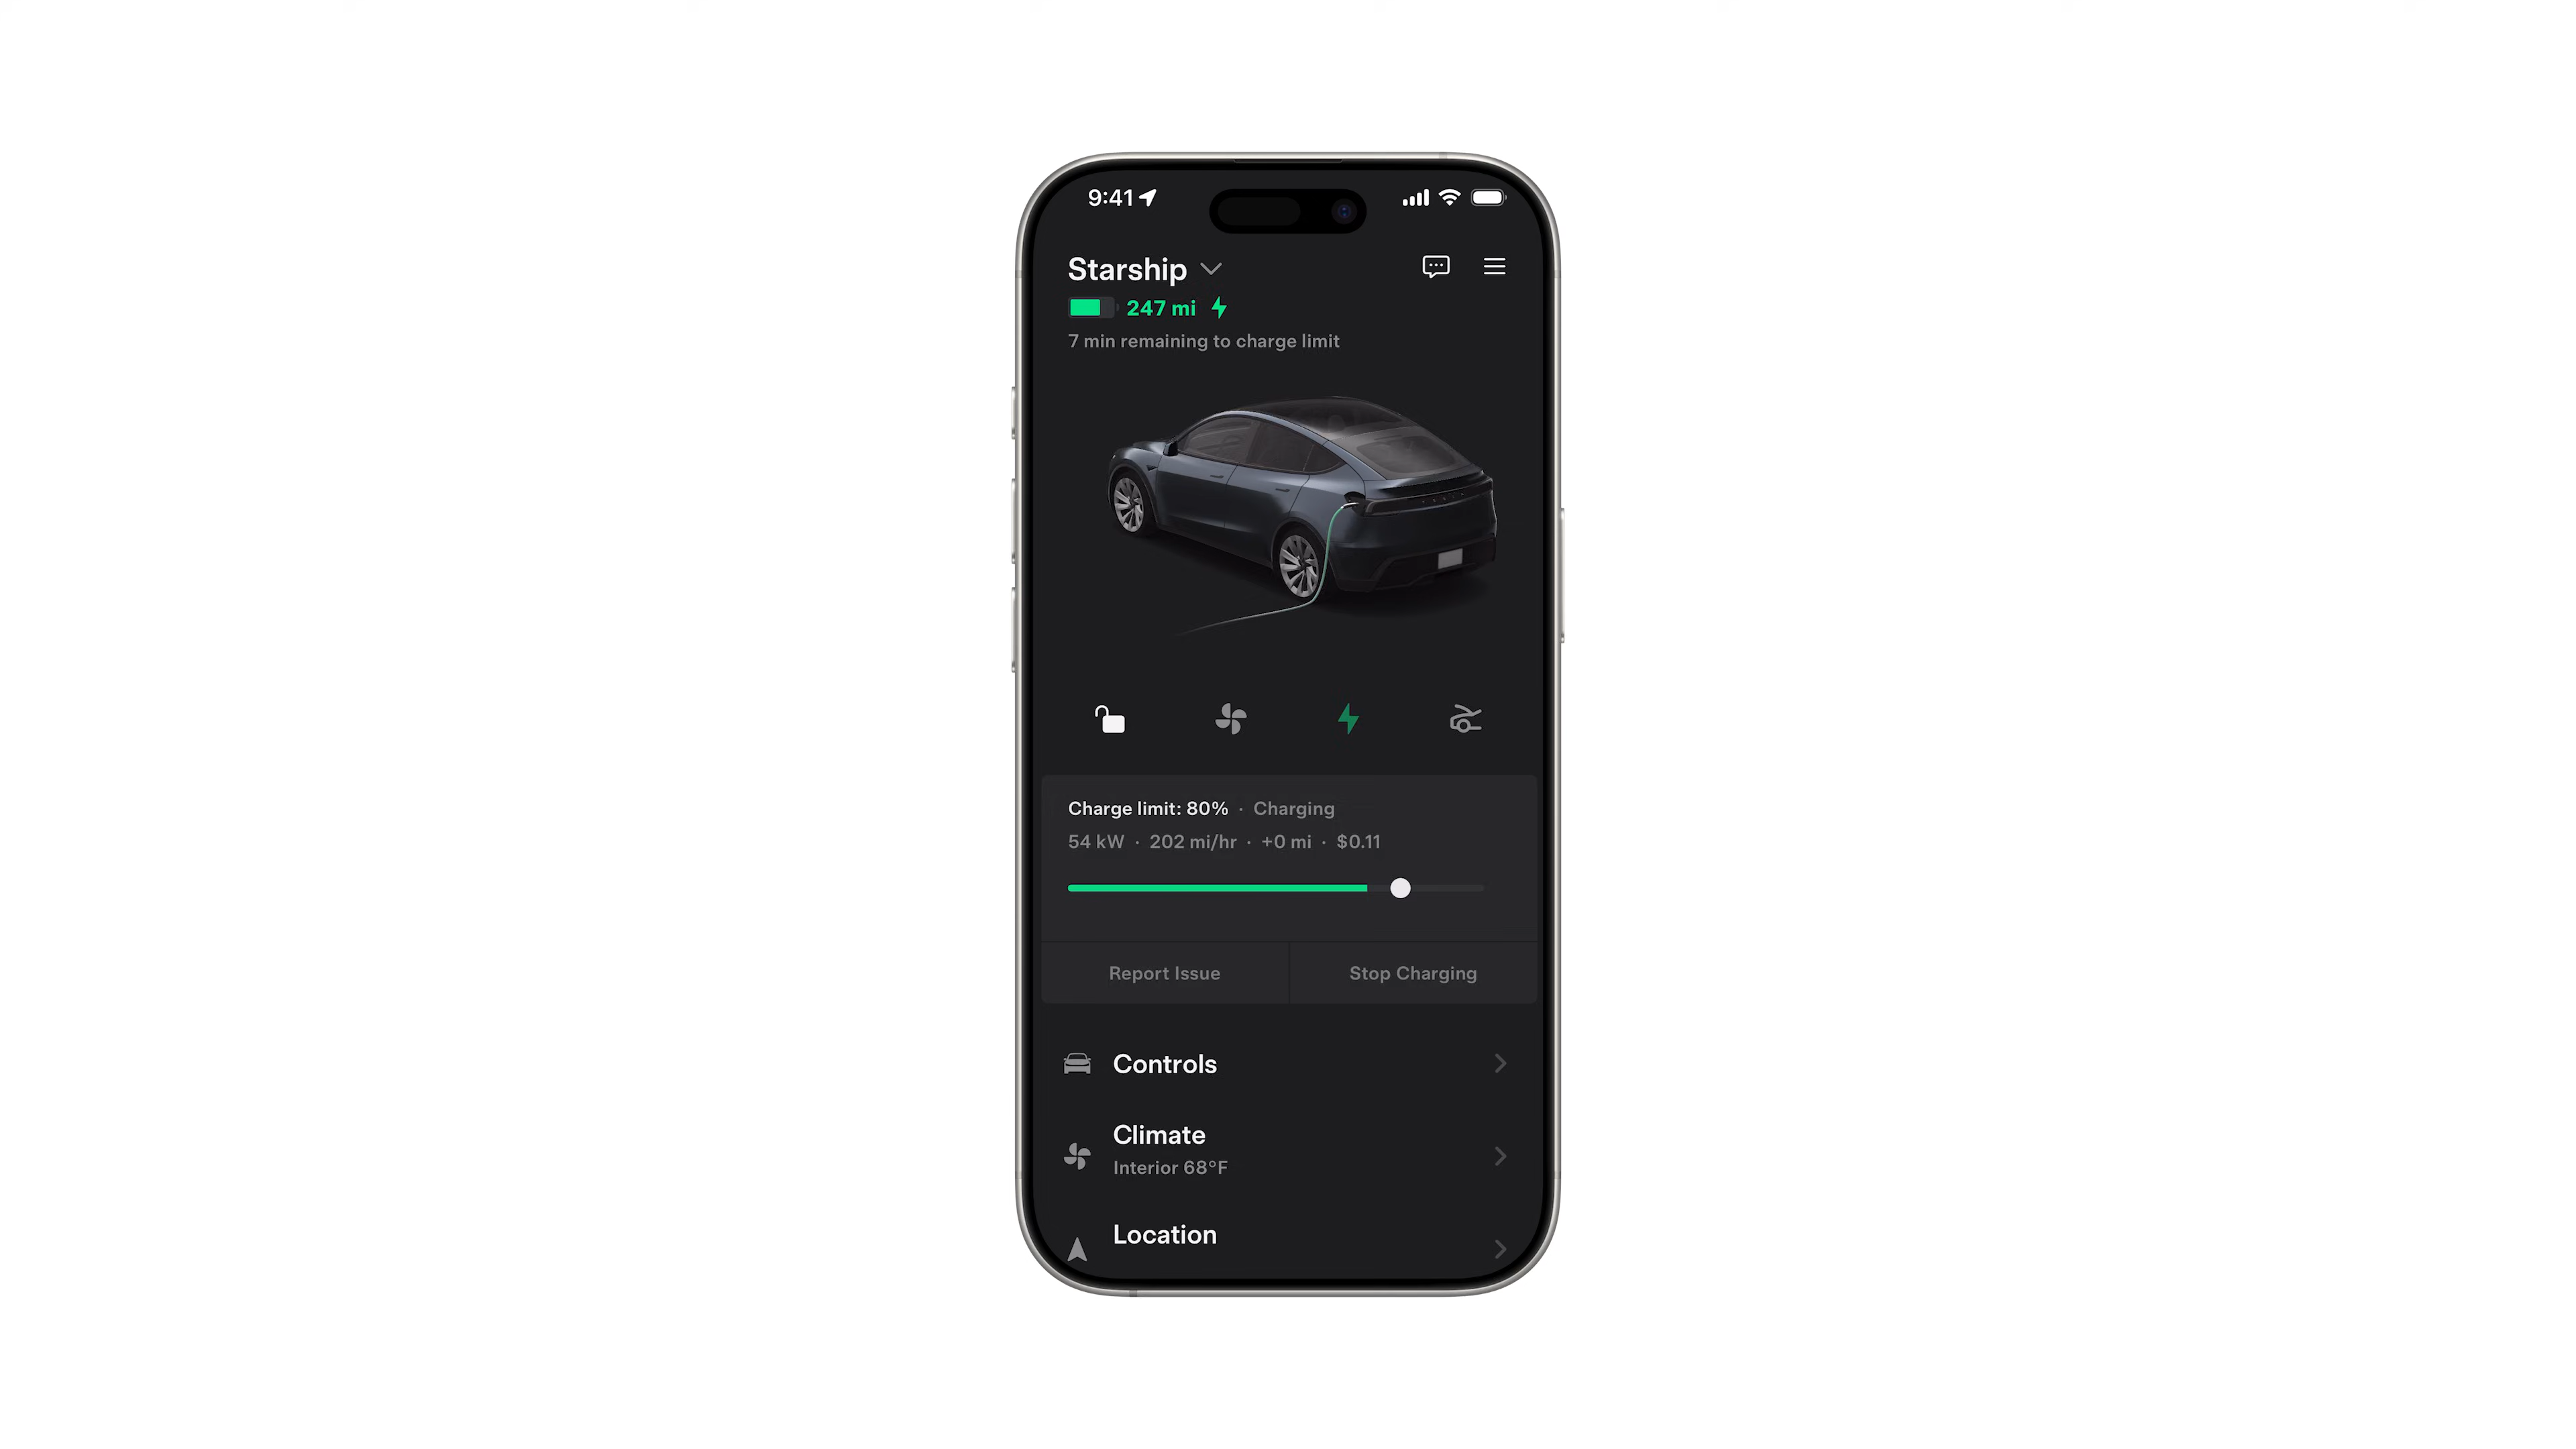 9:41
Starship
247 mi
7 min remaining to charge limit
Charge limit: 80% · Charging
54 kW · 202 mi/hr · +0 mi · $0.11
Report Issue
Stop Charging
Controls
Climate
Interior 68°F
Location